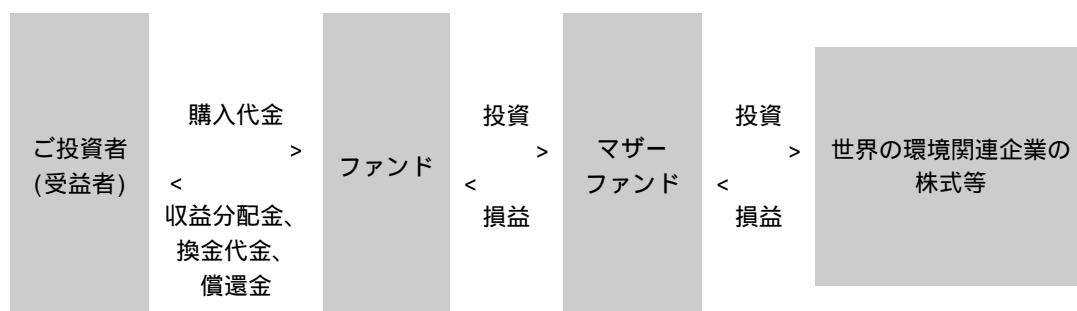 ご投資者
(受益者)
購入代金
>
<
収益分配金、
換金代金、
償還金
ファンド
投資
>
<
損益
マザー
ファンド
投資
>
<
損益
世界の環境関連企業の
株式等